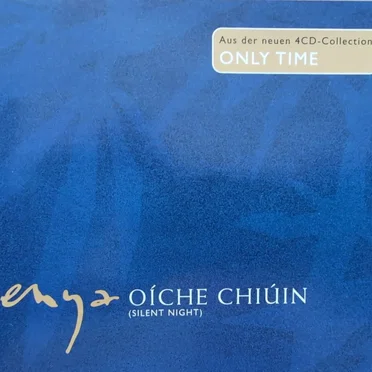 Aus der neuen 4CD-Collection
ONLY TIME
enya OÍCHE CHIÚIN
(SILENT NIGHT)